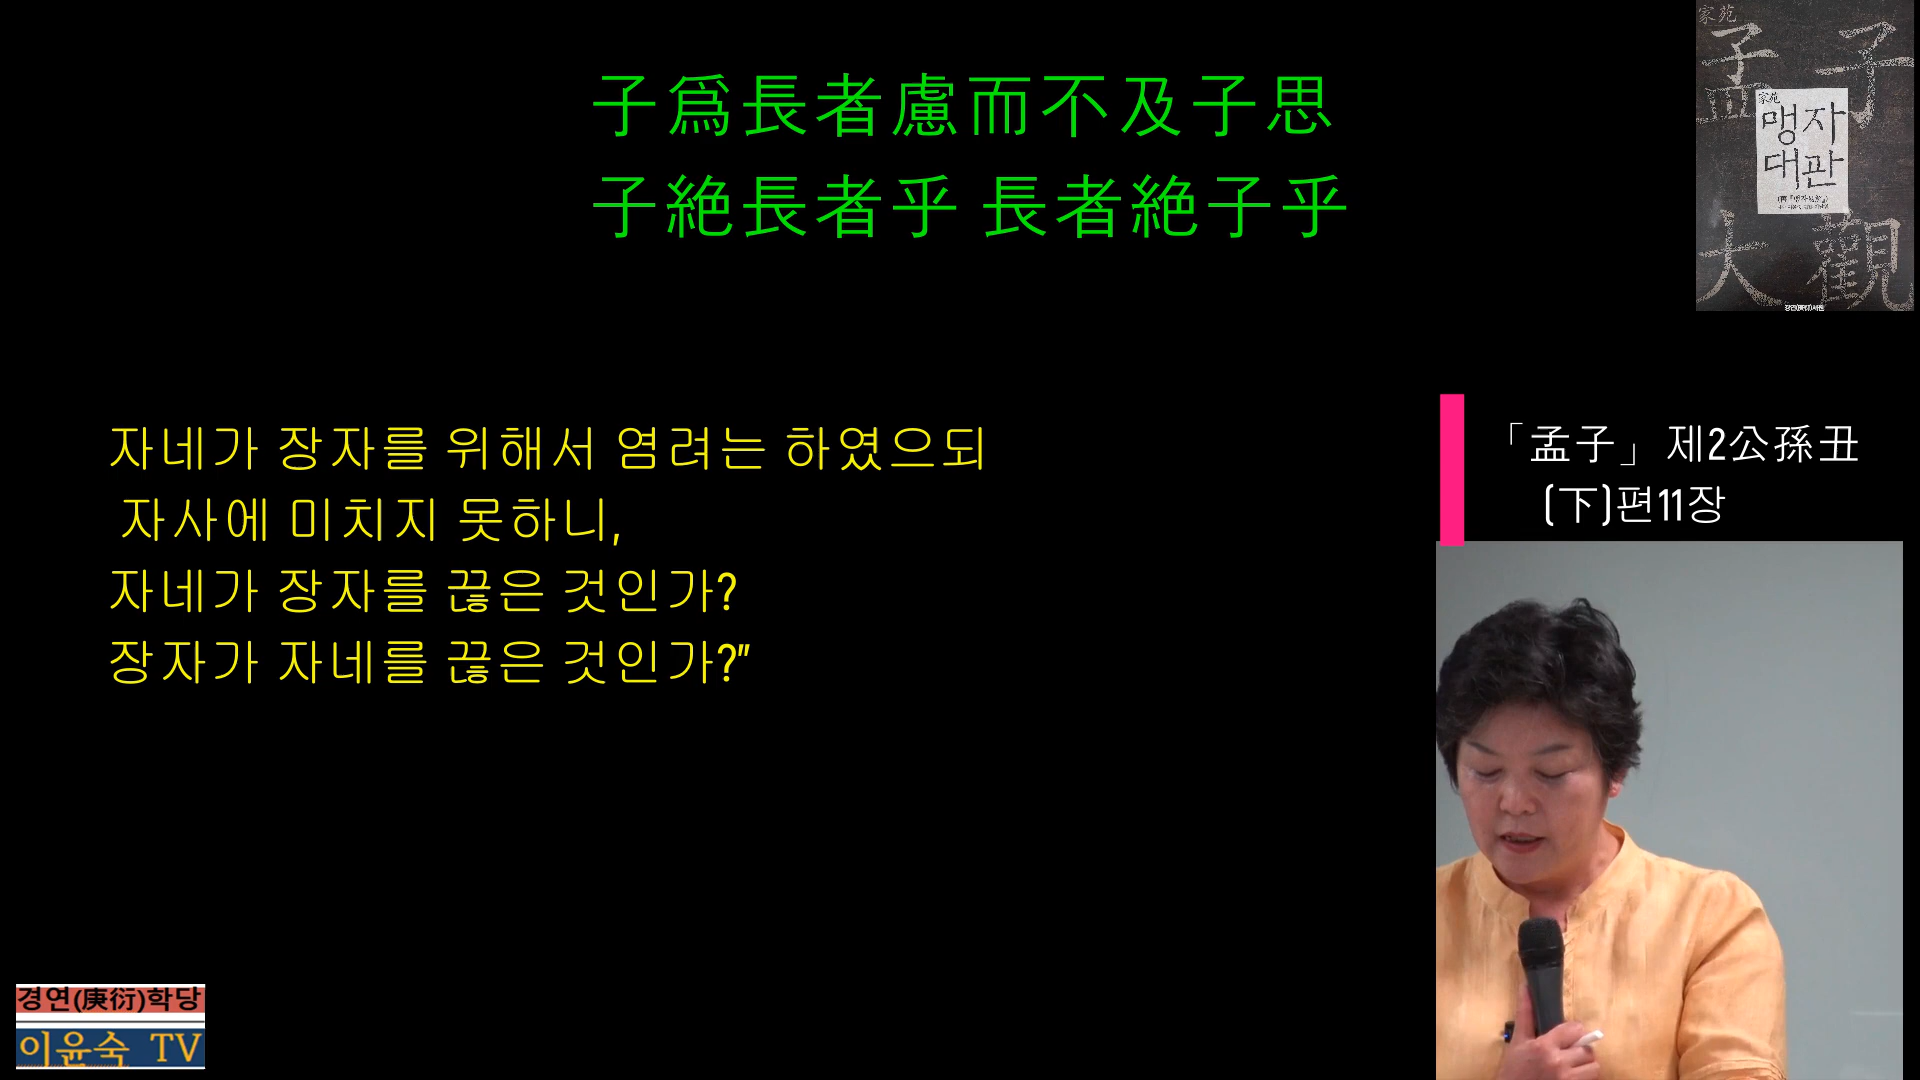 子爲長者慮而不及子思
子絶長者乎 長者絶子乎
家苑
孟子
家苑
맹자
대관
大觀
자네가 장자를 위해서 염려는 하였으되
자사에 미치지 못하니,
자네가 장자를 끊은 것인가?
장자가 자네를 끊은 것인가?”
「孟子」 제2公孫丑
(下)편11장
경연(庚衍)학당
이윤숙 TV